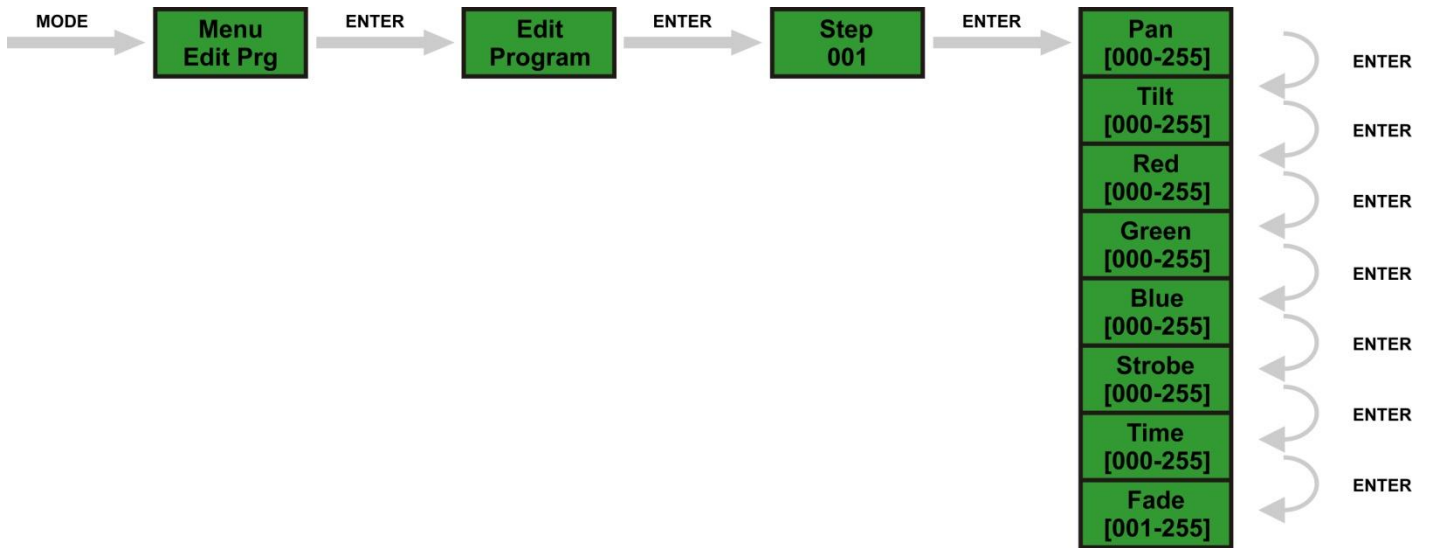 MODE
Menu
Edit Prg
ENTER
Edit
Program
ENTER
Step
001
ENTER
Pan
[000-255]
ENTER
Tilt
[000-255]
ENTER
Red
[000-255]
ENTER
Green
[000-255]
ENTER
Blue
[000-255]
ENTER
Strobe
[000-255]
ENTER
Time
[000-255]
ENTER
Fade
[001-255]